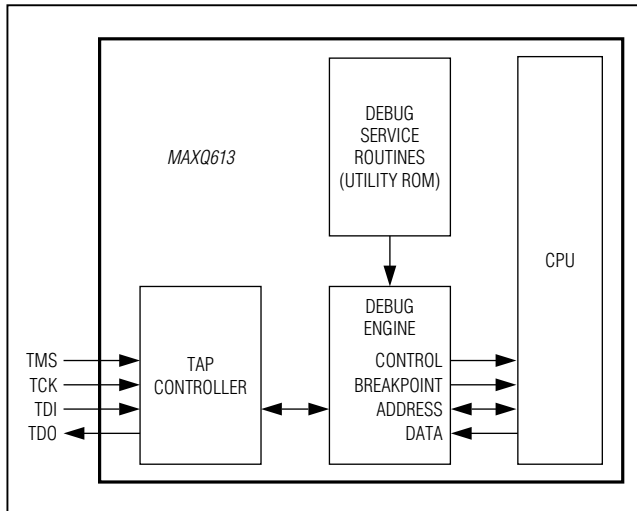 MAXQ613
DEBUG
SERVICE
ROUTINES
(UTILITY ROM)
CPU
TAP
CONTROLLER
DEBUG
ENGINE
CONTROL
BREAKPOINT
ADDRESS
DATA
TMS
TCK
TDI
TDO